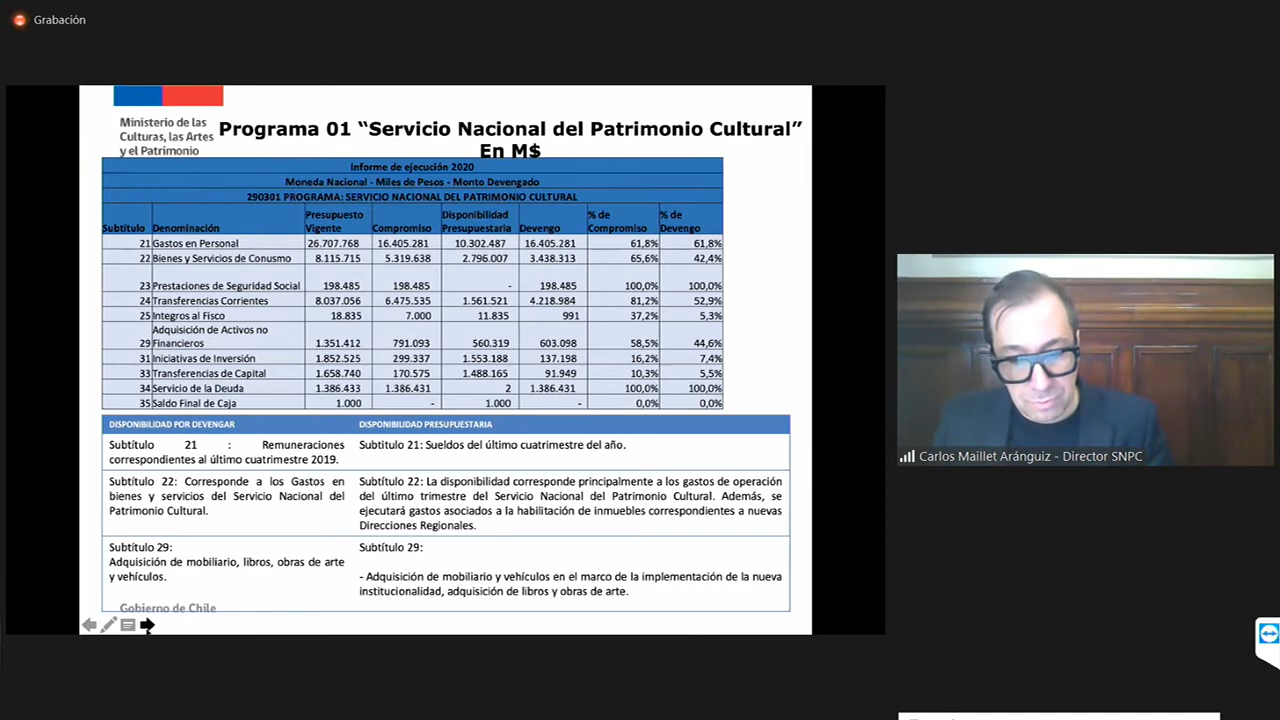 Grabación
Ministerio de las
Culturas, las Artes
y el Patrimonio
Programa 01 “Servicio Nacional del Patrimonio Cultural”
En M$
Informe de ejecución 2020
Moneda Nacional - Miles de Pesos - Monto Devengado
290301 PROGRAMA: SERVICIO NACIONAL DEL PATRIMONIO CULTURAL
Subtítulo Denominación Presupuesto Vigente Compromiso Disponibilidad Presupuestaria Devengo % de Compromiso % de Devengo
21 Gastos en Personal 26.707.768 16.405.281 10.302.487 16.405.281 61,8% 61,8%
22 Bienes y Servicios de Conusmo 8.115.715 5.319.638 2.796.007 3.438.313 65,6% 42,4%
23 Prestaciones de Seguridad Social 198.485 198.485 - 198.485 100,0% 100,0%
24 Transferencias Corrientes 8.037.056 6.475.535 1.561.521 4.218.984 81,2% 52,9%
25 Integros al Fisco 18.835 7.000 11.835 991 37,2% 5,3%
29 Adquisición de Activos no Financieros 1.351.412 791.093 560.319 603.098 58,5% 44,6%
31 Iniciativas de Inversión 1.852.525 299.337 1.553.188 137.198 16,2% 7,4%
33 Transferencias de Capital 1.658.740 170.575 1.488.165 91.949 10,3% 5,5%
34 Servicio de la Deuda 1.386.433 1.386.431 2 1.386.431 100,0% 100,0%
35 Saldo Final de Caja 1.000 - 1.000 - 0,0% 0,0%
DISPONIBILIDAD POR DEVENGAR DISPONIBILIDAD PRESUPUESTARIA
Subtítulo 21 : Remuneraciones
correspondientes al último cuatrimestre 2019.
Subtitulo 21: Sueldos del último cuatrimestre del año.
Subtítulo 22: Corresponde a los Gastos en
bienes y servicios del Servicio Nacional del
Patrimonio Cultural.
Subtítulo 22: La disponibilidad corresponde principalmente a los gastos de operación
del último trimestre del Servicio Nacional del Patrimonio Cultural. Además, se
ejecutará gastos asociados a la habilitación de inmuebles correspondientes a nuevas
Direcciones Regionales.
Subtítulo 29:
Adquisición de mobiliario, libros, obras de arte
y vehículos.
Subtítulo 29:
- Adquisición de mobiliario y vehículos en el marco de la implementación de la nueva
institucionalidad, adquisición de libros y obras de arte.
Gobierno de Chile
Carlos Maillet Aránguiz - Director SNPC